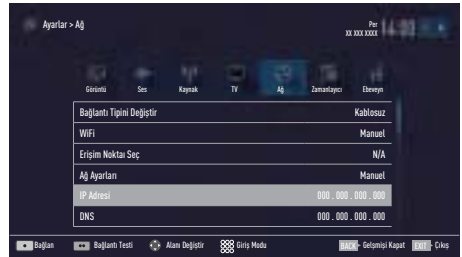 Ayarlar > Ağ
Per
XX XXX XXXX
Görüntü Ses Kaynak TV Ağ Zamanlayıcı Ebeveyn
Bağlantı Tipini Değiştir Kablosuz
WiFi Manuel
Erişim Noktaı Seç N/A
Ağ Ayarları Manuel
IP Adresi 000 . 000 . 000 . 000
DNS 000 . 000 . 000 . 000
Bağlan Bağlantı Testi Alanı Değiştir Giriş Modu BACK - Gelşmişi Kapat EXIT - Çıkış